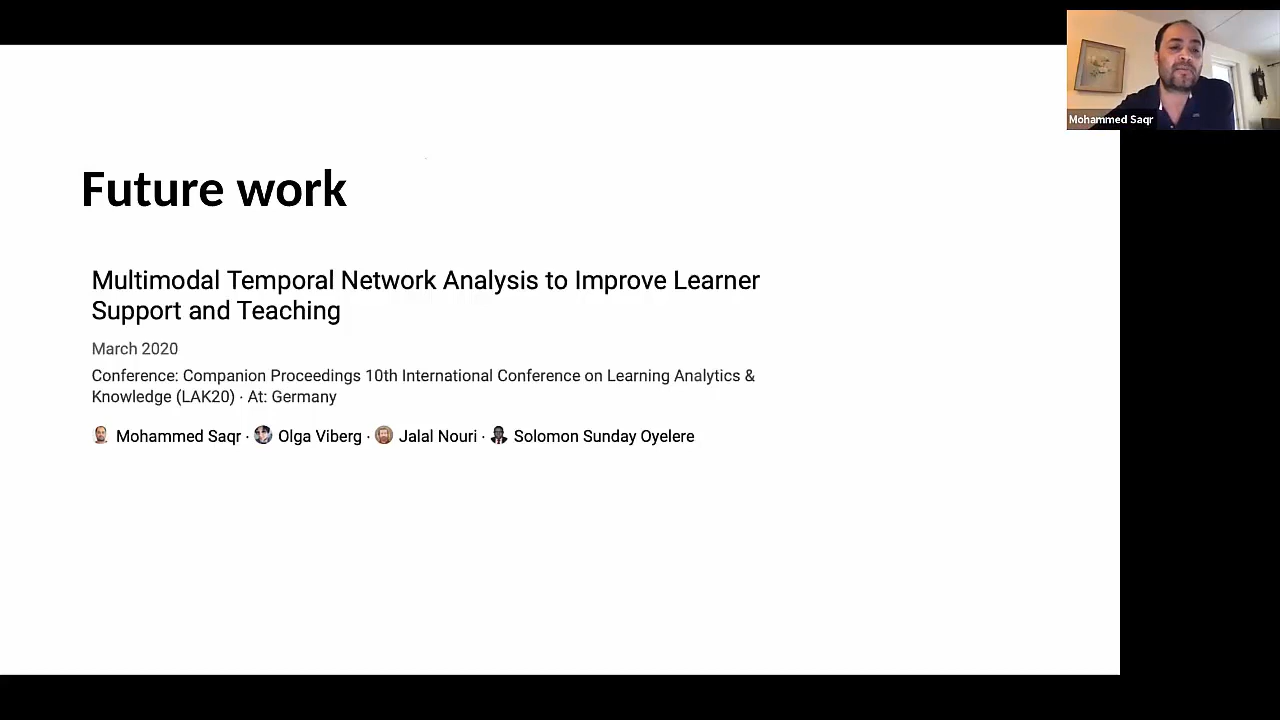 Mohammed Saqr
Future work
Multimodal Temporal Network Analysis to Improve Learner
Support and Teaching
March 2020
Conference: Companion Proceedings 10th International Conference on Learning Analytics &
Knowledge (LAK20) · At: Germany
Mohammed Saqr · Olga Viberg · Jalal Nouri · Solomon Sunday Oyelere